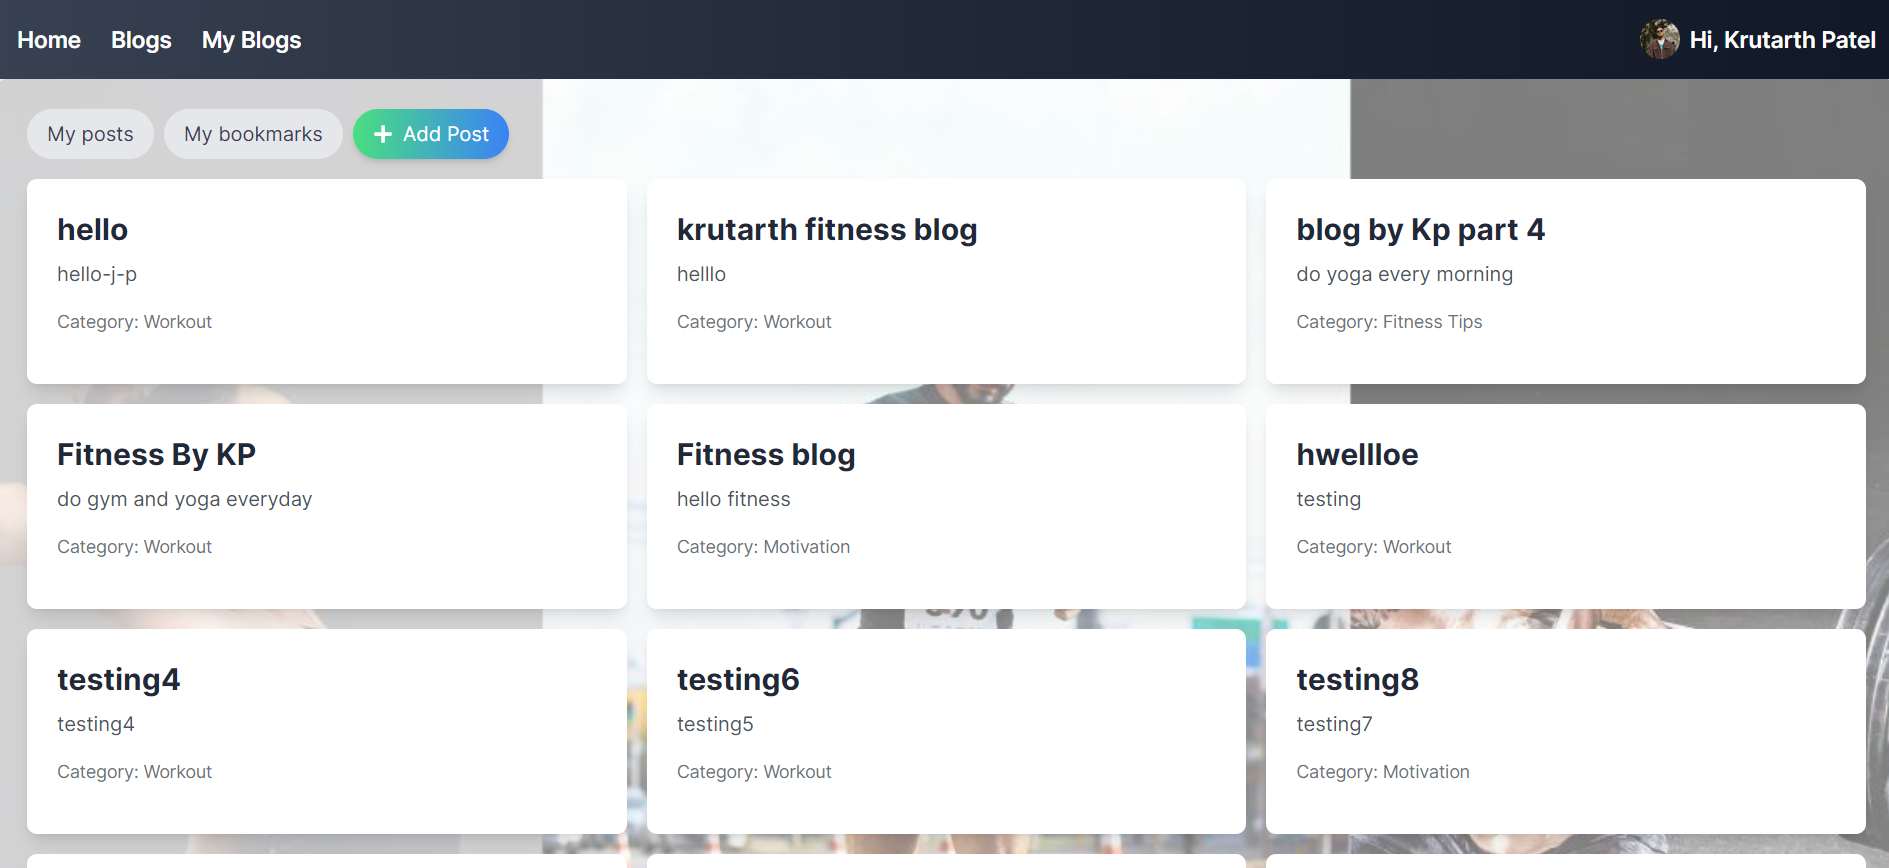 Home Blogs My Blogs Hi, Krutarth Patel
My posts My bookmarks + Add Post
hello
hello-j-p
Category: Workout
krutarth fitness blog
helllo
Category: Workout
blog by Kp part 4
do yoga every morning
Category: Fitness Tips
Fitness By KP
do gym and yoga everyday
Category: Workout
Fitness blog
hello fitness
Category: Motivation
hwellloe
testing
Category: Workout
testing4
testing4
Category: Workout
testing6
testing5
Category: Workout
testing8
testing7
Category: Motivation